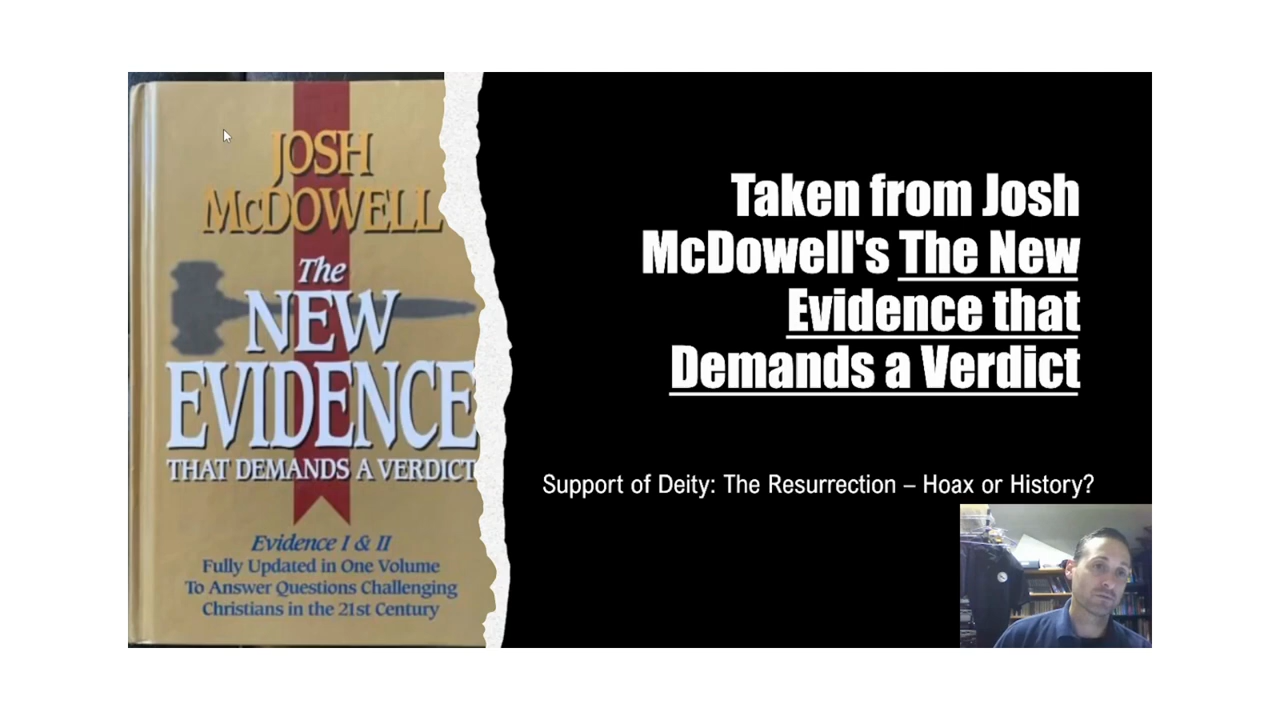 JOSH
McDOWELL
The
NEW
EVIDENCE
THAT DEMANDS A VERDICT
Evidence I & II
Fully Updated in One Volume
To Answer Questions Challenging
Christians in the 21st Century
Taken from Josh
McDowell's The New
Evidence that
Demands a Verdict
Support of Deity: The Resurrection – Hoax or History?